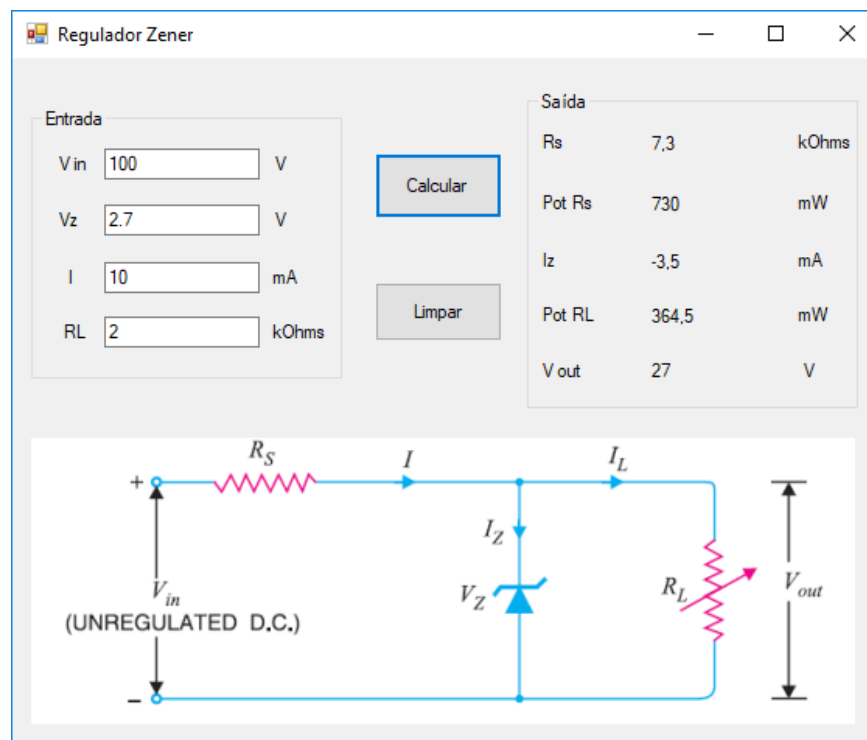 Regulador Zener
Entrada
V in 100 V
Vz 2.7 V
I 10 mA
RL 2 kOhms
Calcular
Limpar
Saída
Rs 7,3 kOhms
Pot Rs 730 mW
Iz -3,5 mA
Pot RL 364,5 mW
V out 27 V
+ R_S I I_L
I_Z
V_in V_Z R_L V_out
(UNREGULATED D.C.)
–